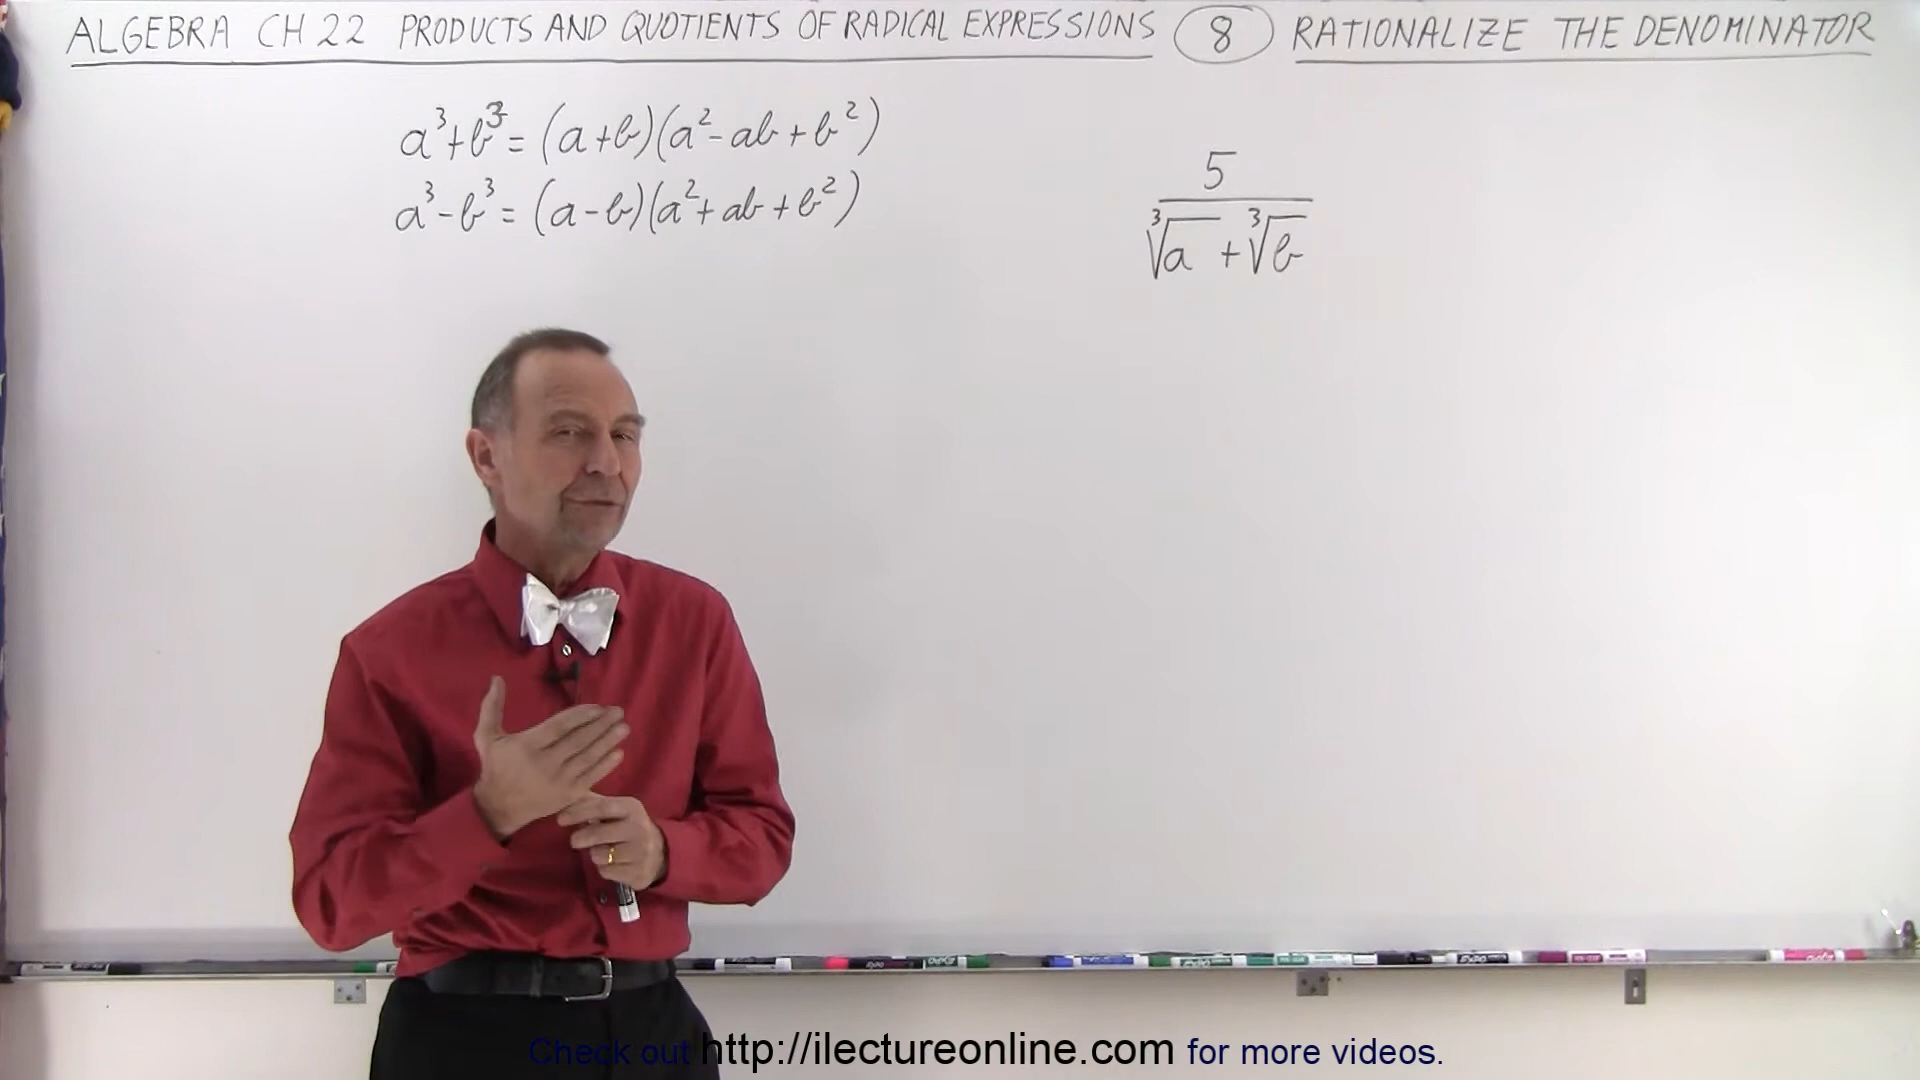 ALGEBRA CH 22 PRODUCTS AND QUOTIENTS OF RADICAL EXPRESSIONS 8 RATIONALIZE THE DENOMINATOR
a³+b³= (a+b)(a²-ab+b²)
a³-b³= (a-b)(a²+ab+b²)
5
∛a + ∛b
Check out http://ilectureonline.com for more videos.